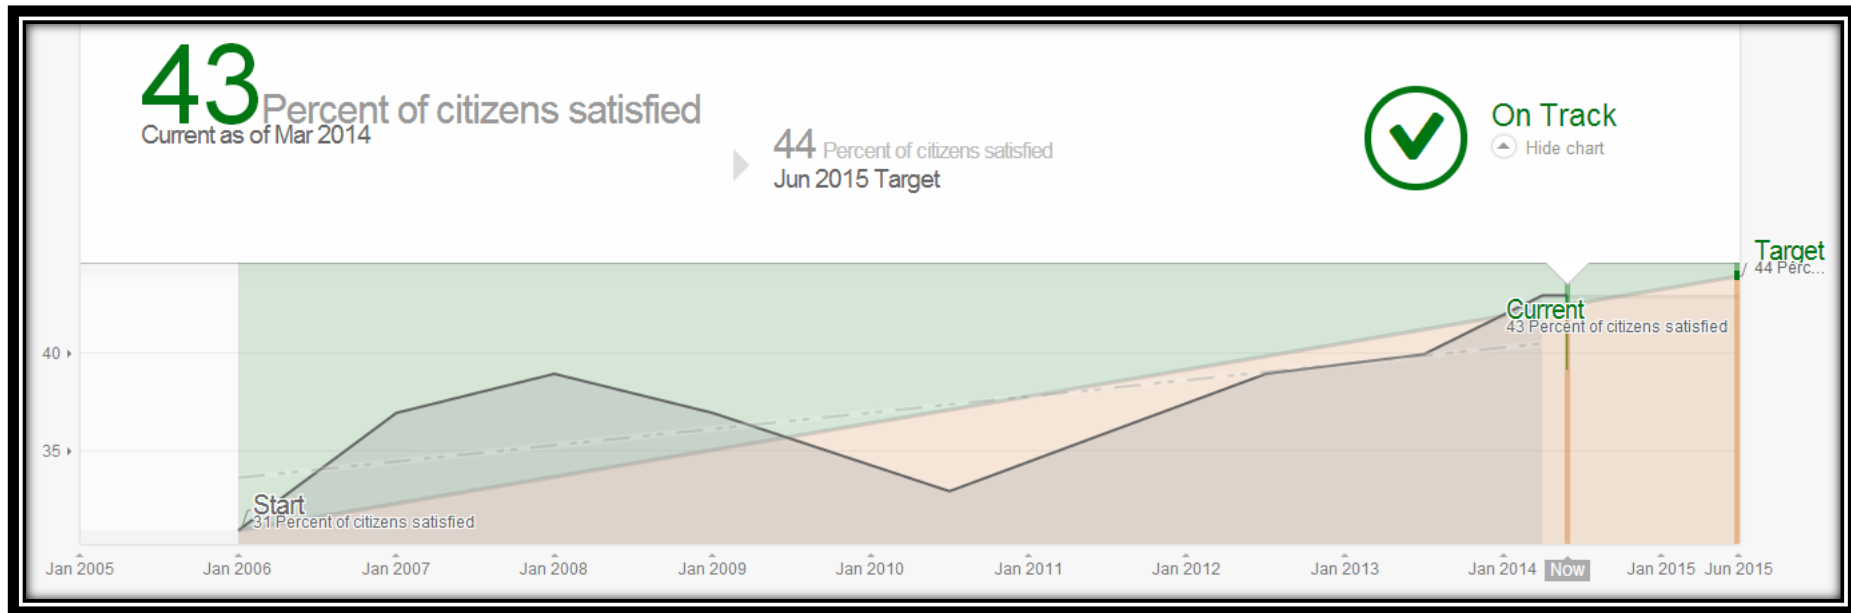 43 Percent of citizens satisfied
Current as of Mar 2014
44 Percent of citizens satisfied
Jun 2015 Target
On Track
Hide chart
Target
44 Perc...
Current
43 Percent of citizens satisfied
40
35
Start
31 Percent of citizens satisfied
Jan 2005 Jan 2006 Jan 2007 Jan 2008 Jan 2009 Jan 2010 Jan 2011 Jan 2012 Jan 2013 Jan 2014 Now Jan 2015 Jun 2015